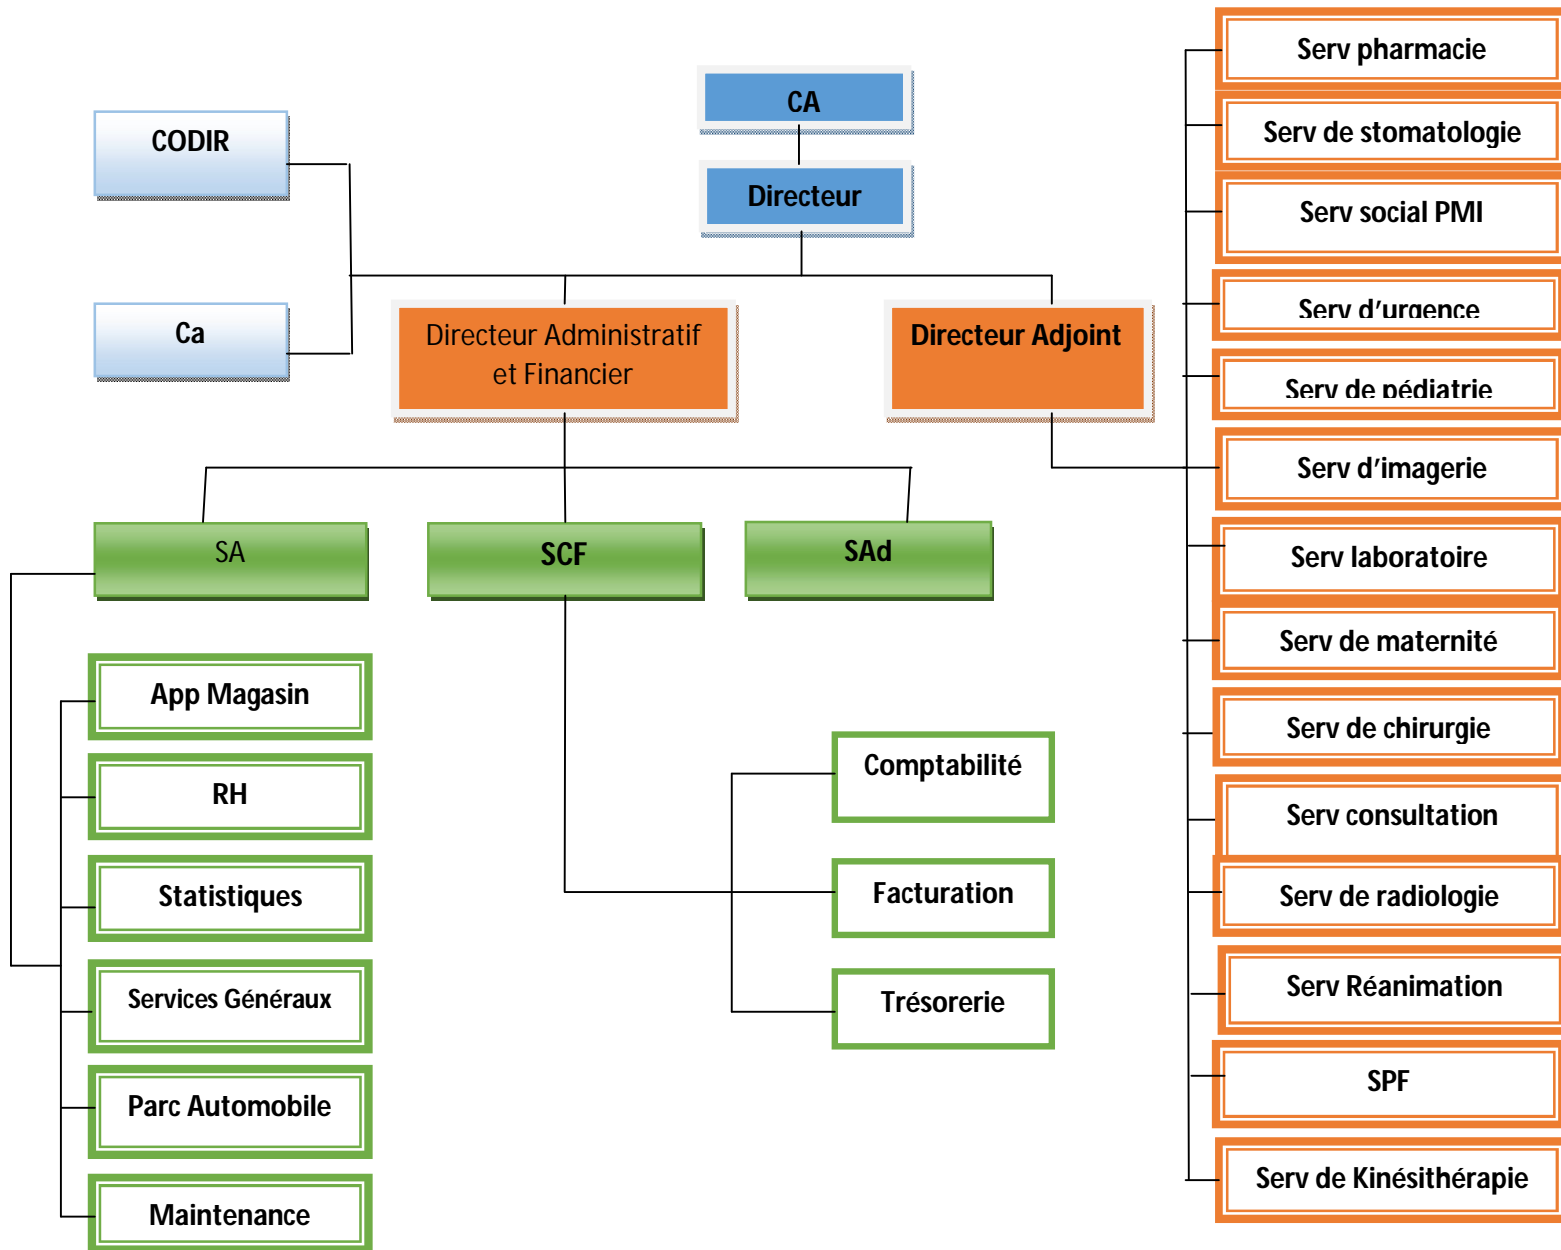 CA
Directeur
CODIR
Ca
Directeur Administratif
et Financier
Directeur Adjoint
SA
SCF
SAd
App Magasin
RH
Statistiques
Services Généraux
Parc Automobile
Maintenance
Comptabilité
Facturation
Trésorerie
Serv pharmacie
Serv de stomatologie
Serv social PMI
Serv d'urgence
Serv de pédiatrie
Serv d'imagerie
Serv laboratoire
Serv de maternité
Serv de chirurgie
Serv consultation
Serv de radiologie
Serv Réanimation
SPF
Serv de Kinésithérapie